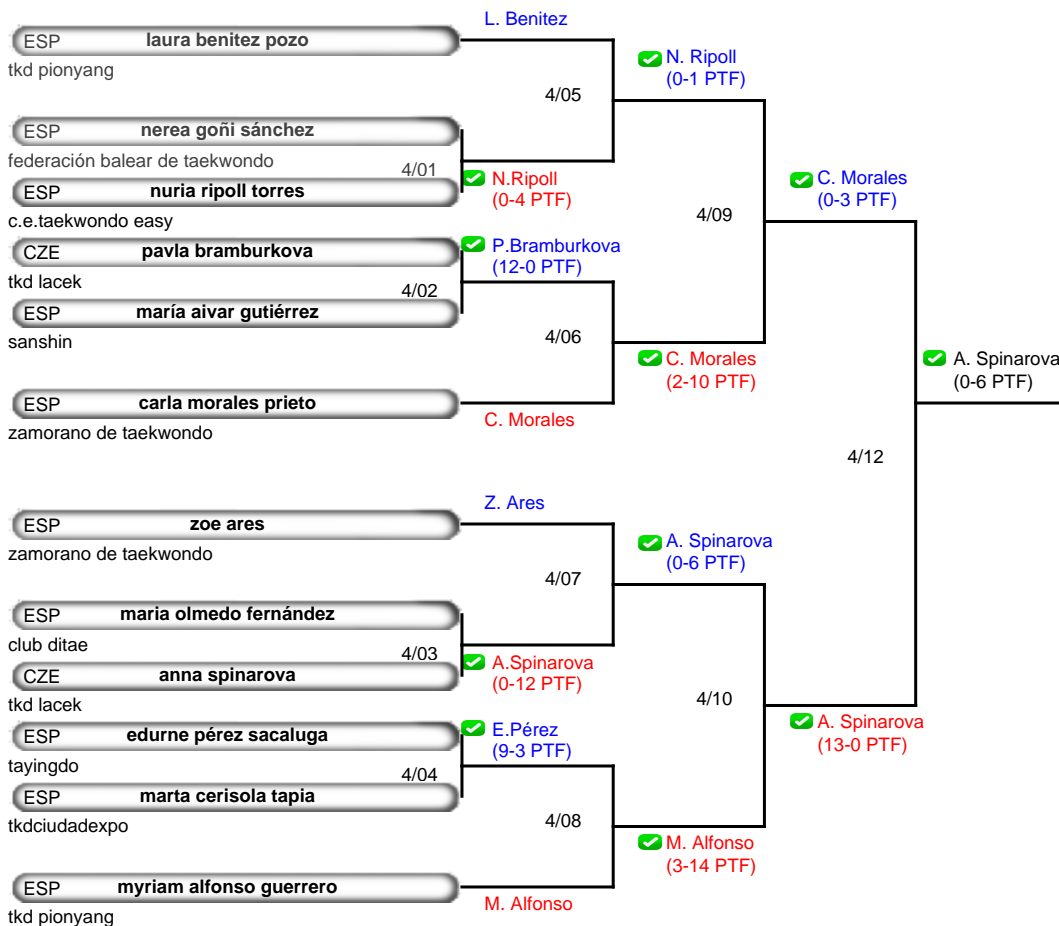 L. Benitez
ESP laura benitez pozo
tkd pionyang
N. Ripoll
(0-1 PTF)
4/05
ESP nerea goñi sánchez
federación balear de taekwondo
4/01
ESP nuria ripoll torres
c.e.taekwondo easy
N.Ripoll
(0-4 PTF)
C. Morales
(0-3 PTF)
4/09
CZE pavla bramburkova
tkd lacek
P.Bramburkova
(12-0 PTF)
4/02
ESP maría aivar gutiérrez
sanshin
4/06
C. Morales
(2-10 PTF)
A. Spinarova
(0-6 PTF)
ESP carla morales prieto
zamorano de taekwondo
C. Morales
4/12
Z. Ares
ESP zoe ares
zamorano de taekwondo
A. Spinarova
(0-6 PTF)
4/07
ESP maria olmedo fernández
club ditae
4/03
CZE anna spinarova
tkd lacek
A.Spinarova
(0-12 PTF)
4/10
A. Spinarova
(13-0 PTF)
ESP edurne pérez sacaluga
tayingdo
E.Pérez
(9-3 PTF)
4/04
ESP marta cerisola tapia
tkdciudadexpo
4/08
M. Alfonso
(3-14 PTF)
ESP myriam alfonso guerrero
tkd pionyang
M. Alfonso